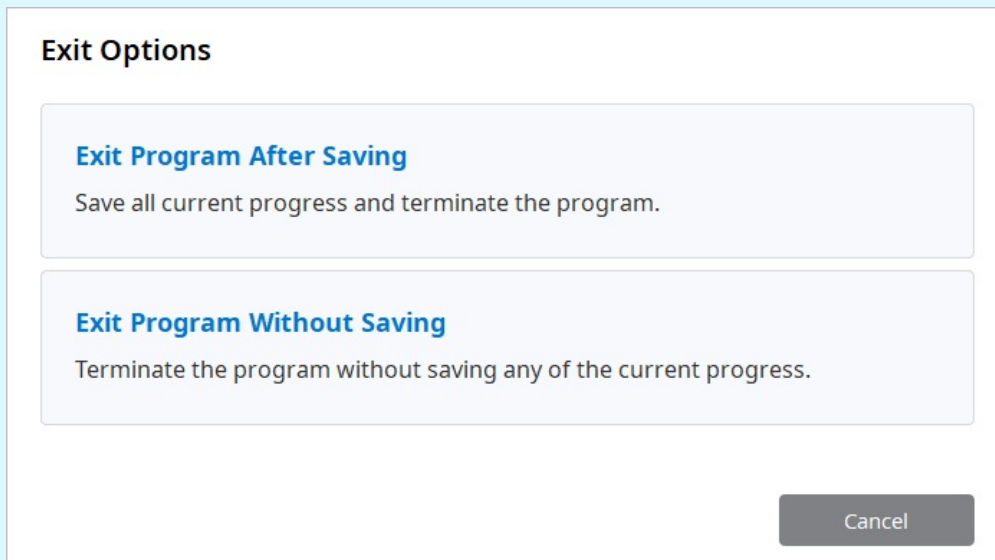 Exit Options
Exit Program After Saving
Save all current progress and terminate the program.
Exit Program Without Saving
Terminate the program without saving any of the current progress.
Cancel